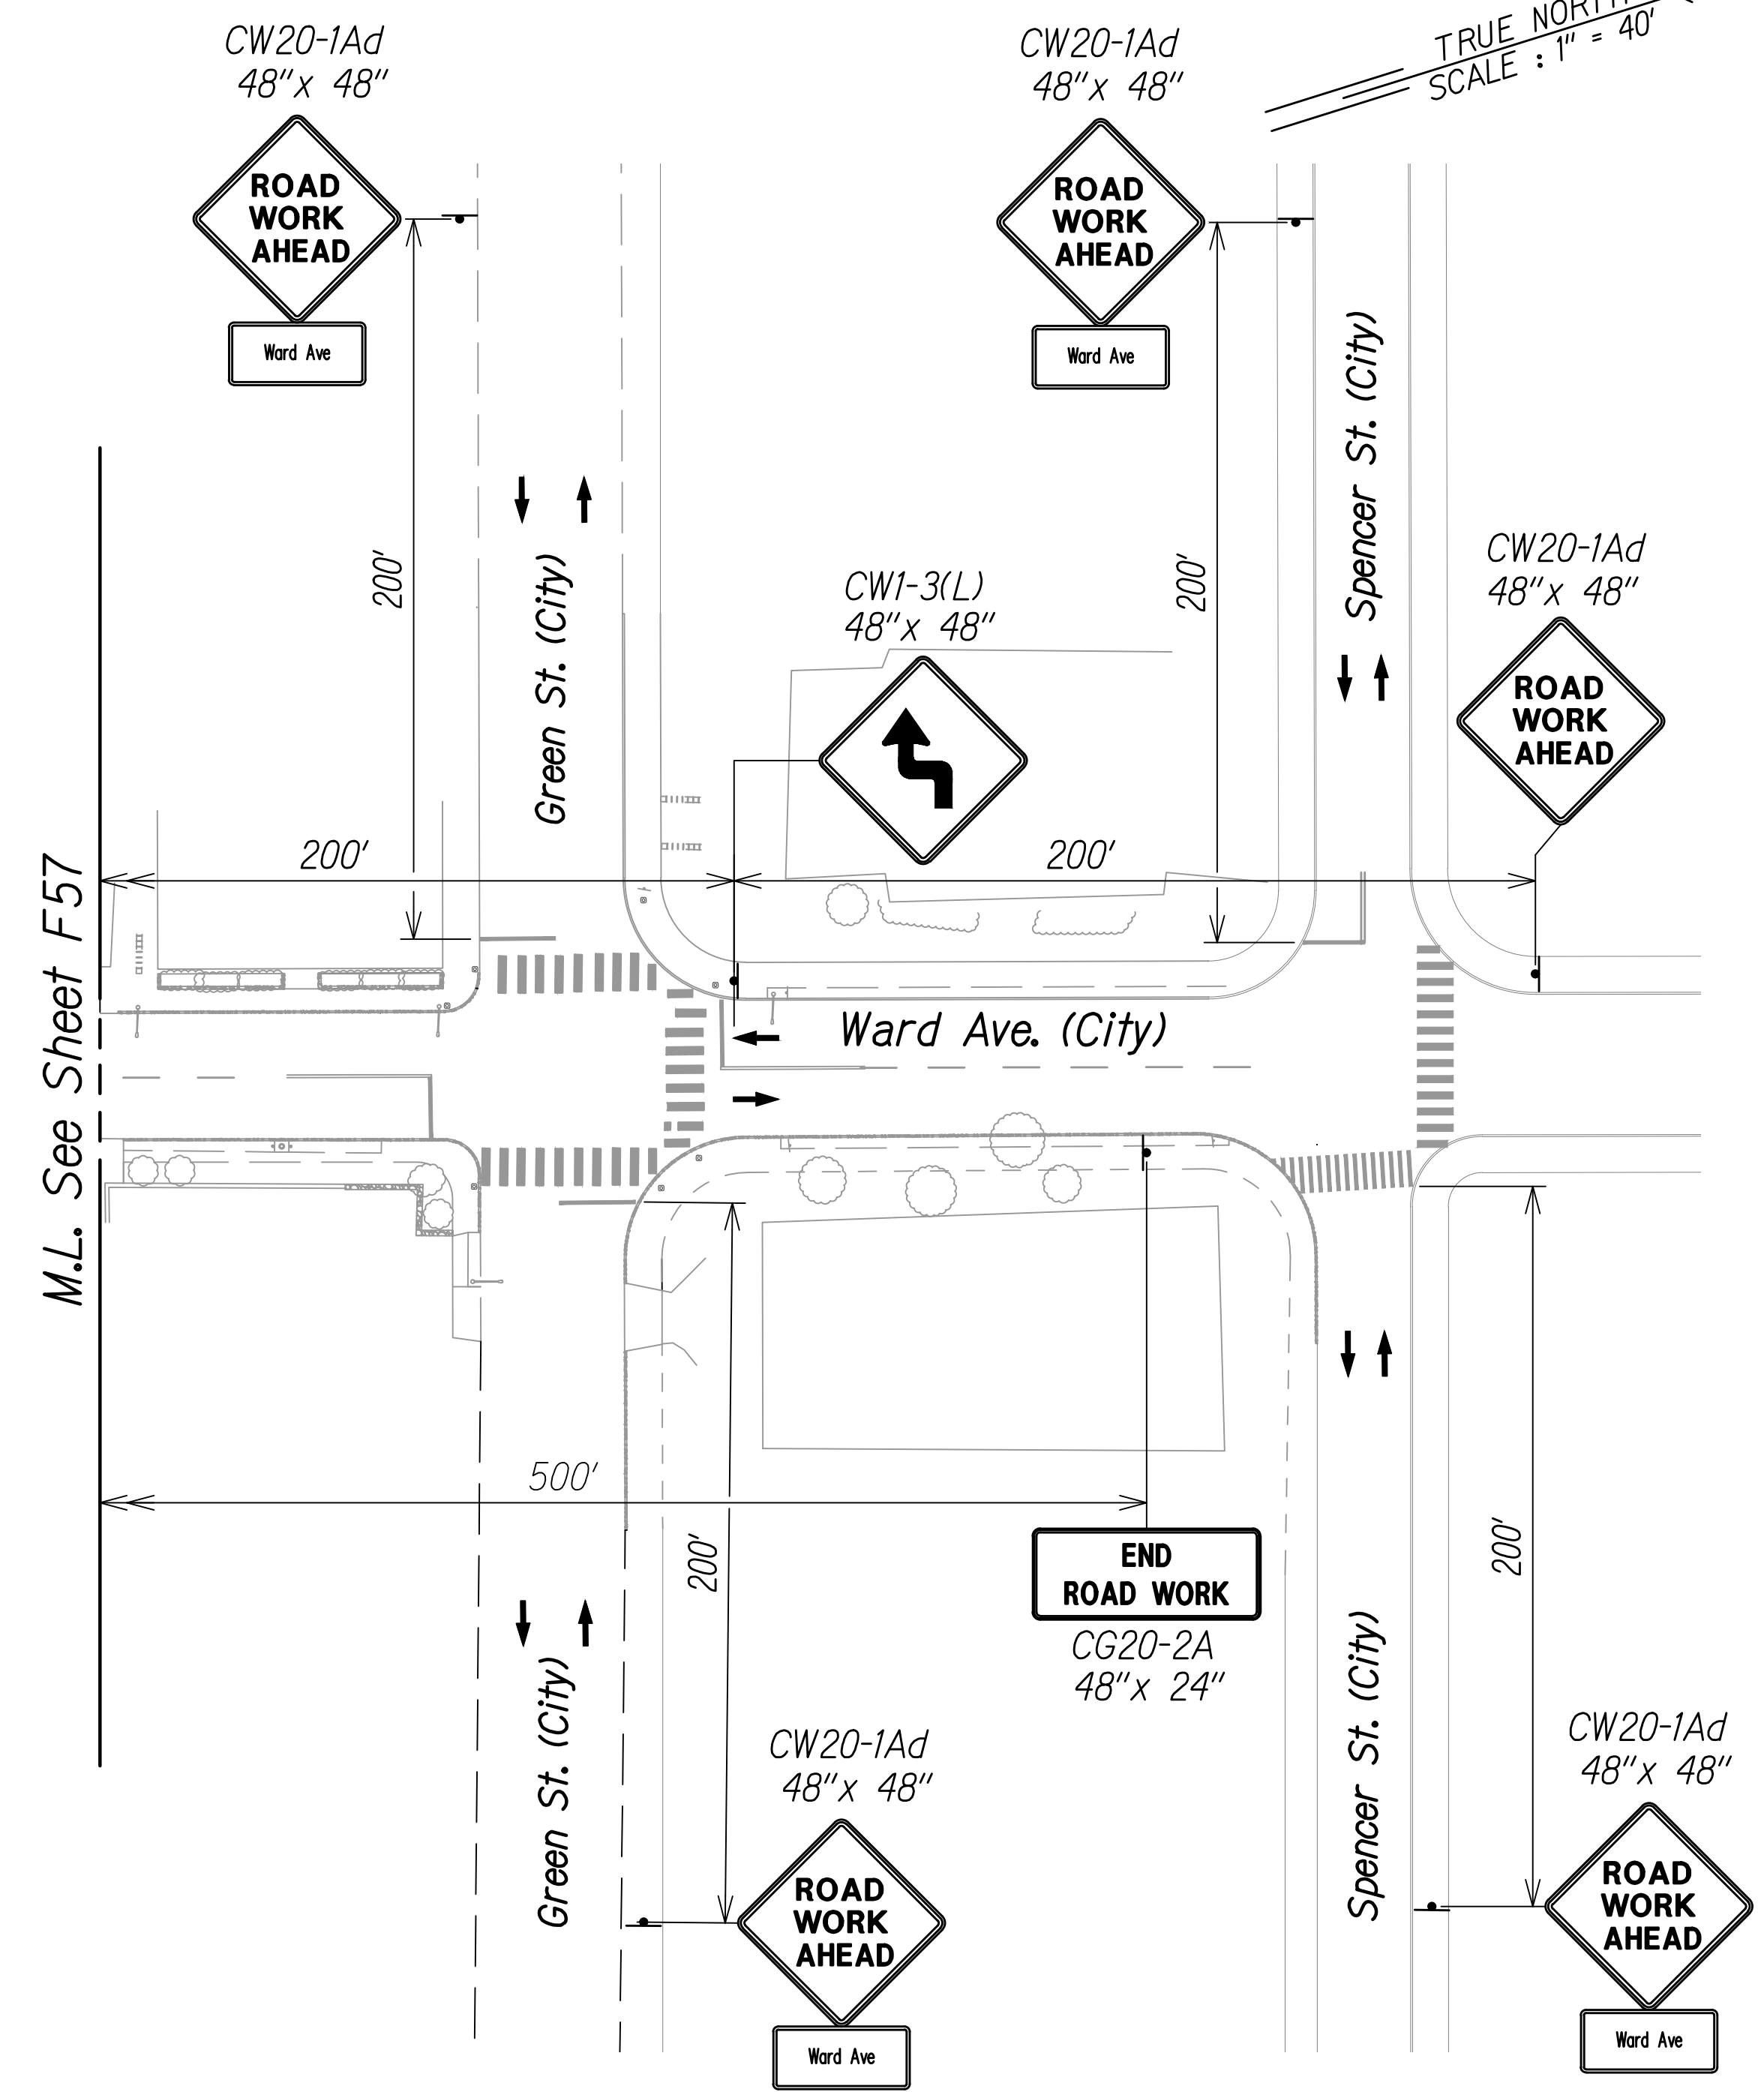 CW20-1Ad
48"x 48"
ROAD
WORK
AHEAD
Ward Ave
CW20-1Ad
48"x 48"
ROAD
WORK
AHEAD
Ward Ave
SCALE : 1" = 40'
TRUE
200'
Green St. (City)
CW1-3(L)
48"x 48"
200'
Spencer St. (City)
CW20-1Ad
48"x 48"
ROAD
WORK
AHEAD
200'
200'
M.L. See Sheet F57
Ward Ave. (City)
500'
200'
END
ROAD WORK
CG20-2A
48"x 24"
200'
Green St. (City)
CW20-1Ad
48"x 48"
ROAD
WORK
AHEAD
Ward Ave
Spencer St. (City)
CW20-1Ad
48"x 48"
ROAD
WORK
AHEAD
Ward Ave